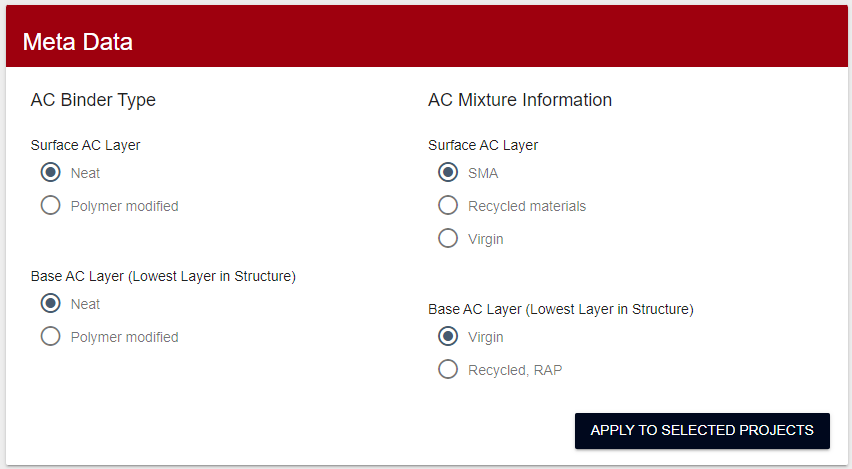 Meta Data
AC Binder Type
Surface AC Layer
Neat
Polymer modified
Base AC Layer (Lowest Layer in Structure)
Neat
Polymer modified
AC Mixture Information
Surface AC Layer
SMA
Recycled materials
Virgin
Base AC Layer (Lowest Layer in Structure)
Virgin
Recycled, RAP
APPLY TO SELECTED PROJECTS